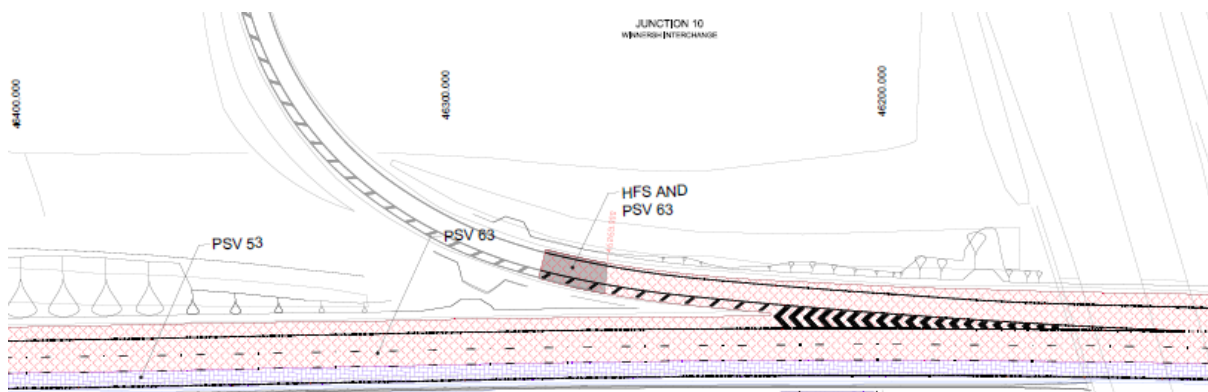 JUNCTION 10
WINNERSH INTERCHANGE
46400.000
46300.000
46200.000
HFS AND
PSV 63
PSV 53
PSV 63